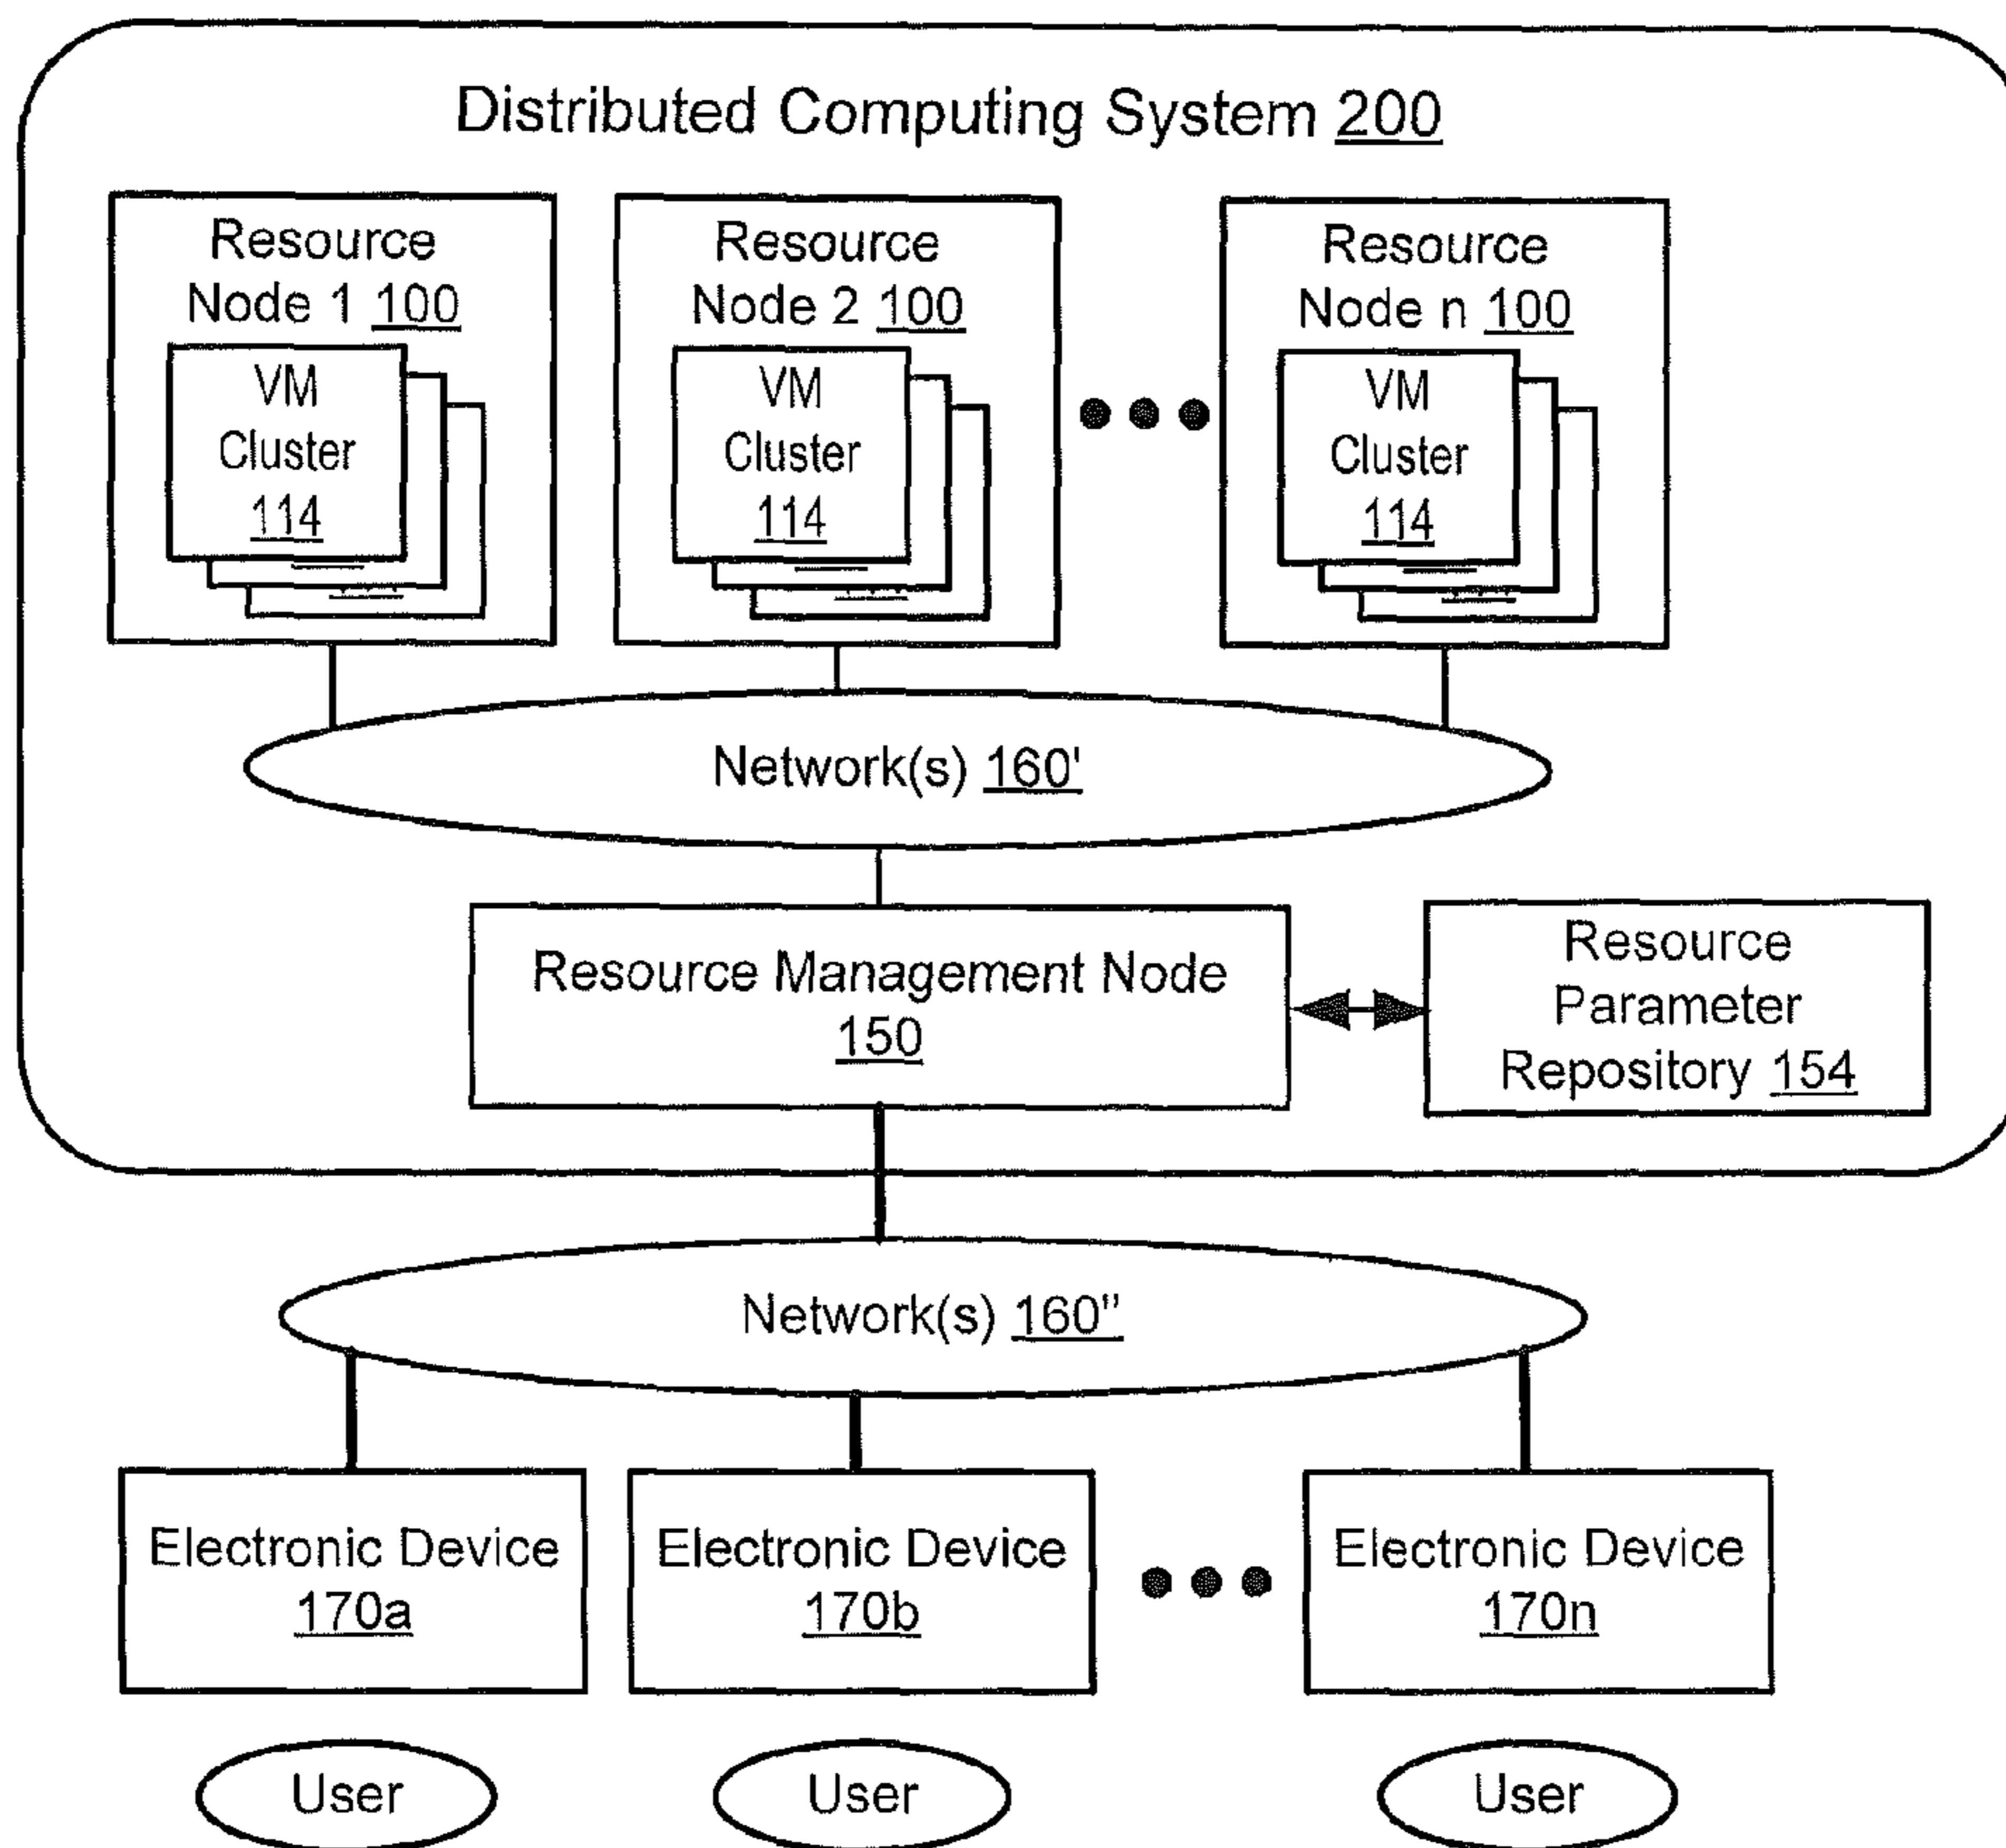 Distributed Computing System 200
Resource
Node 1 100
VM
Cluster
114
Resource
Node 2 100
VM
Cluster
114
Resource
Node n 100
VM
Cluster
114
Network(s) 160'
Resource Management Node
150
Resource
Parameter
Repository 154
Network(s) 160"
Electronic Device
170a
Electronic Device
170b
Electronic Device
170n
User
User
User